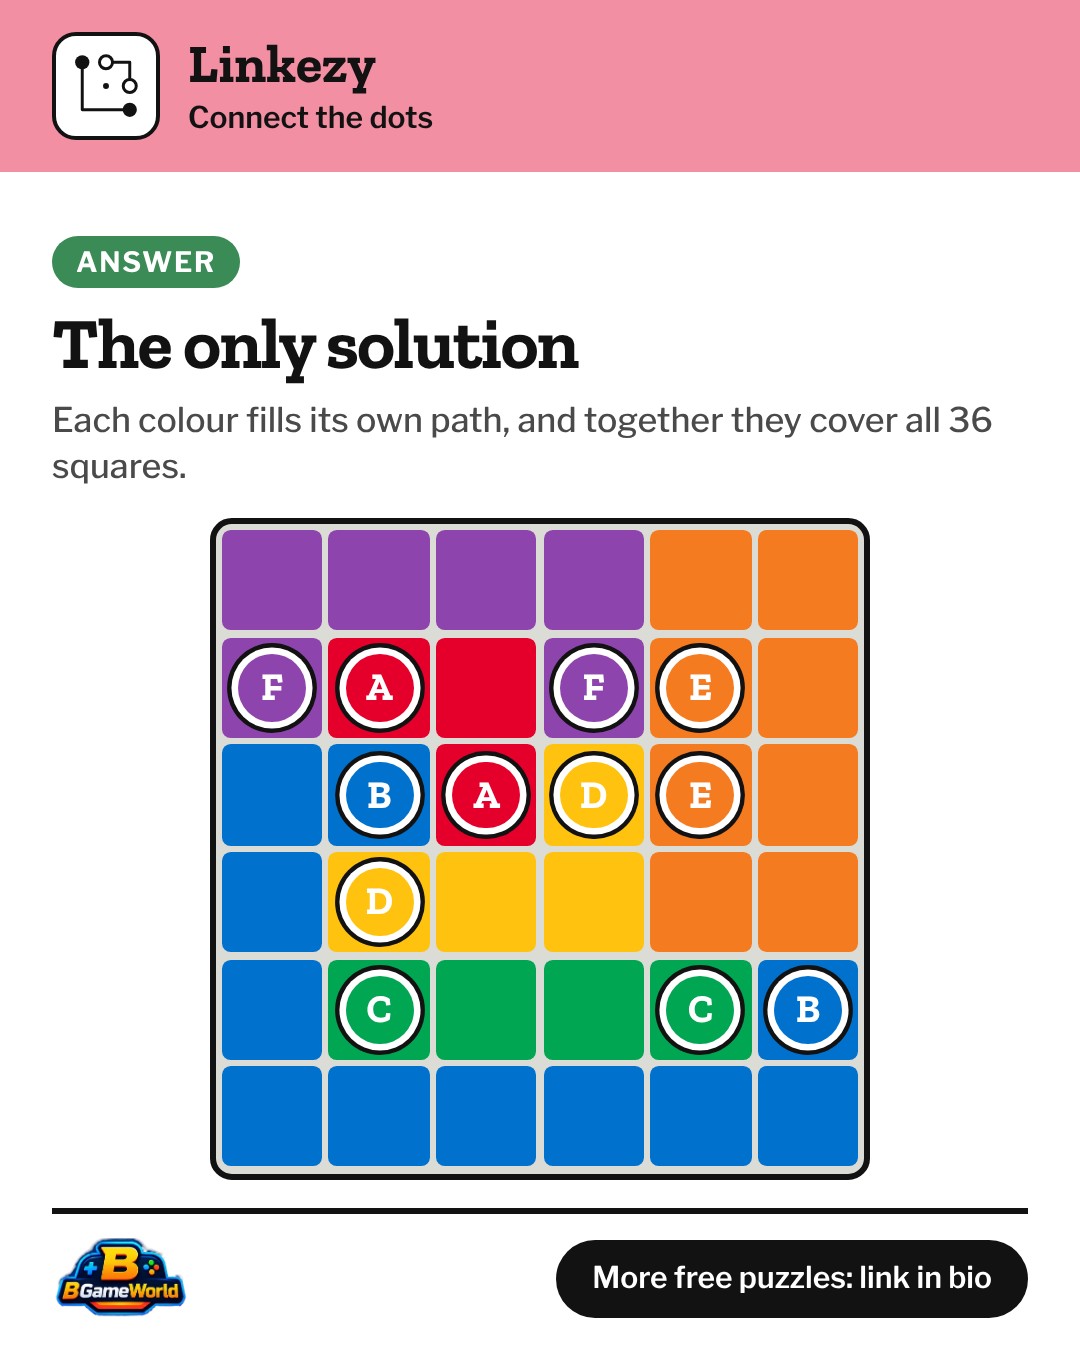 Linkezy
Connect the dots
ANSWER
The only solution
Each colour fills its own path, and together they cover all 36
squares.
F A F E
B A D E
D
C C B
B
BGameWorld
More free puzzles: link in bio